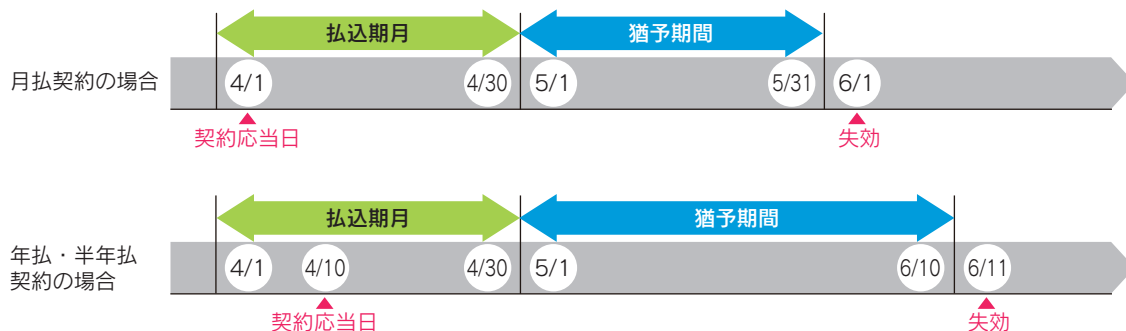 払込期月 猶予期間
月払契約の場合 4/1 4/30 5/1 5/31 6/1
契約応当日 失効
払込期月 猶予期間
年払・半年払
契約の場合 4/1 4/10 4/30 5/1 6/10 6/11
契約応当日 失効